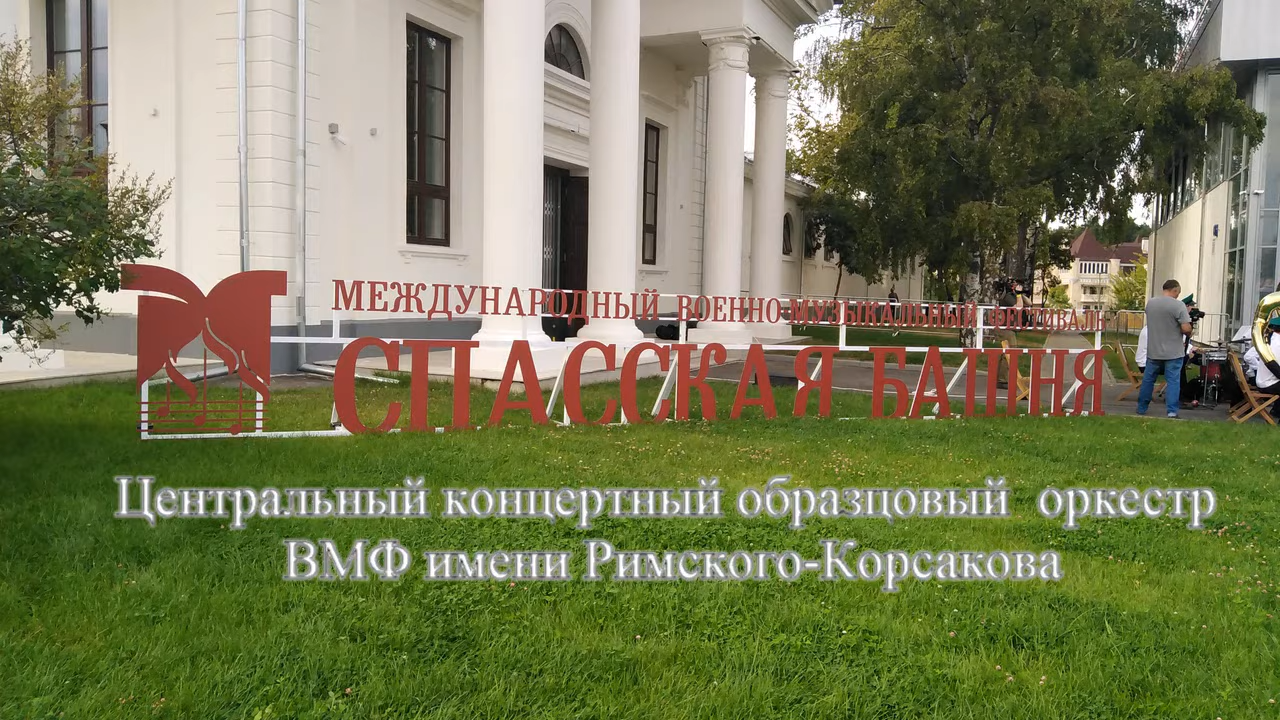 МЕЖДУНАРОДНЫЙ ВОЕННО-МУЗЫКАЛЬНЫЙ ФЕСТИВАЛЬ
СПАССКАЯ БАШНЯ
Центральный концертный образцовый оркестр
ВМФ имени Римского-Корсакова